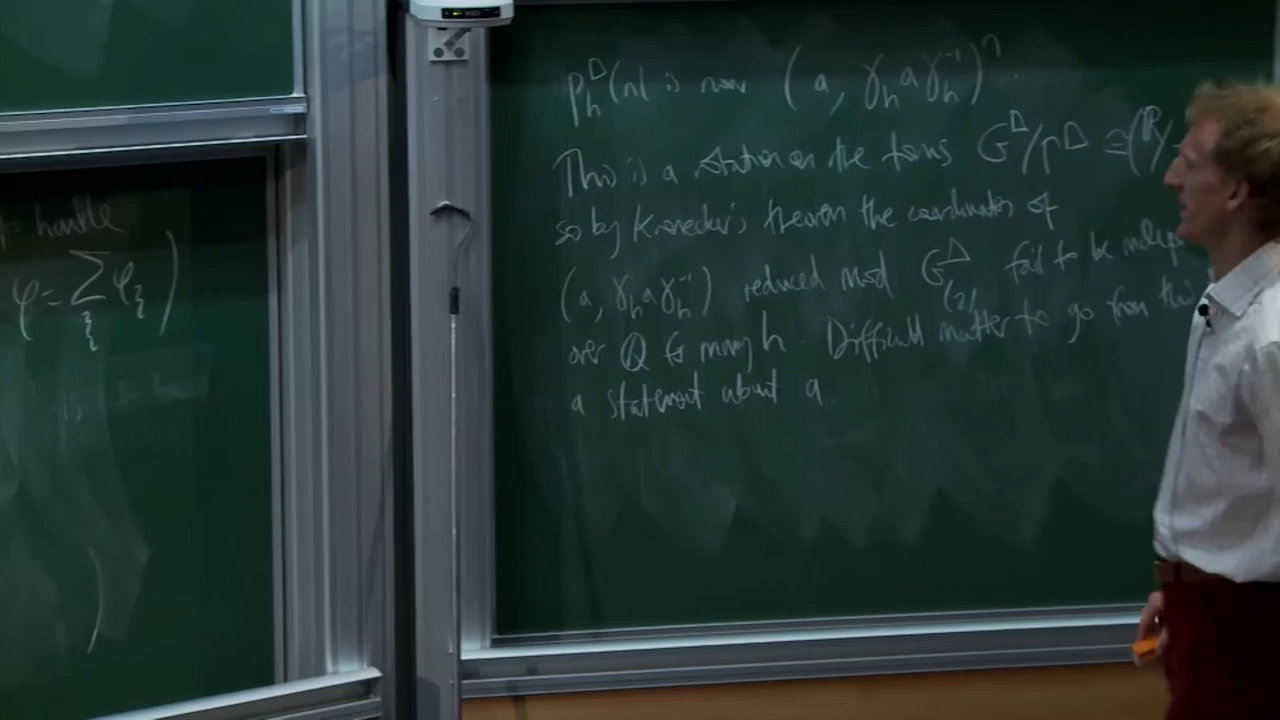 to handle
φ = Σ_ξ φ_ξ )
p_h^□(n) is now (a, γ_h a γ_h^{-1})^n.
This is a station on the torus G^□/Γ^□ ≅ (ℝ/
so by Kronecker's theorem the coordinates of
(a, γ_h a γ_h^{-1}) reduced mod G^□_{(2)} fail to be indep
over Q for many h. Difficult matter to go from this
a statement about a